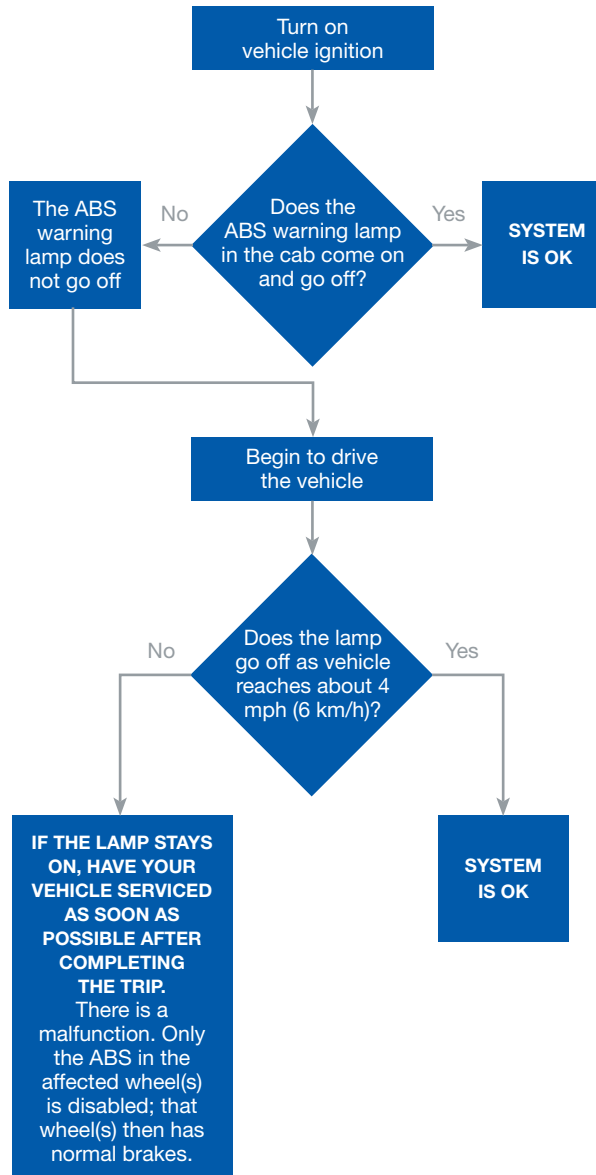 Turn on
vehicle ignition
Does the
ABS warning lamp
in the cab come on
and go off?
No
Yes
The ABS
warning
lamp does
not go off
SYSTEM
IS OK
Begin to drive
the vehicle
Does the lamp
go off as vehicle
reaches about 4
mph (6 km/h)?
No
Yes
IF THE LAMP STAYS
ON, HAVE YOUR
VEHICLE SERVICED
AS SOON AS
POSSIBLE AFTER
COMPLETING
THE TRIP.
There is a
malfunction. Only
the ABS in the
affected wheel(s)
is disabled; that
wheel(s) then has
normal brakes.
SYSTEM
IS OK